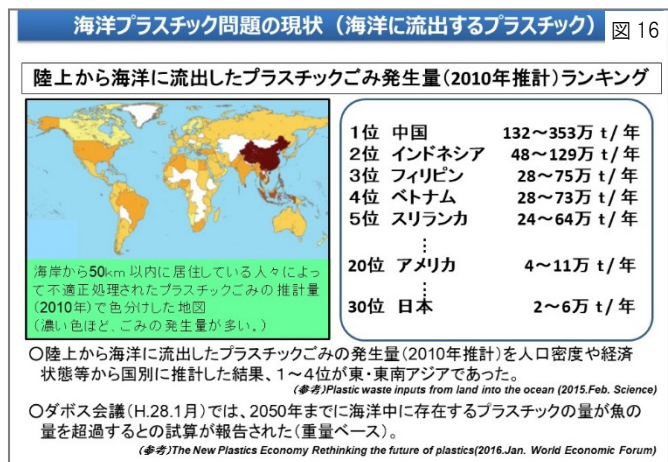 海洋プラスチック問題の現状（海洋に流出するプラスチック）
図 16
陸上から海洋に流出したプラスチックごみ発生量（2010年推計）ランキング
海岸から50km 以内に居住している人々によっ
て不適正処理されたプラスチックごみの推計量
（2010年）で色分けした地図
（濃い色ほど、ごみの発生量が多い。）
1位 中国 132～353万 t/ 年
2位 インドネシア 48～129万 t/ 年
3位 フィリピン 28～75万 t/ 年
4位 ベトナム 28～73万 t/ 年
5位 スリランカ 24～64万 t/ 年
⋮
20位 アメリカ 4～11万 t/ 年
⋮
30位 日本 2～6万 t/ 年
○陸上から海洋に流出したプラスチックごみの発生量（2010年推計）を人口密度や経済
状態等から国別に推計した結果、1～4位が東・東南アジアであった。
（参考）Plastic waste inputs from land into the ocean (2015.Feb. Science)
○ダボス会議（H.28.1月）では、2050年までに海洋中に存在するプラスチックの量が魚の
量を超過するとの試算が報告された（重量ベース）。
（参考）The New Plastics Economy Rethinking the future of plastics(2016.Jan. World Economic Forum)